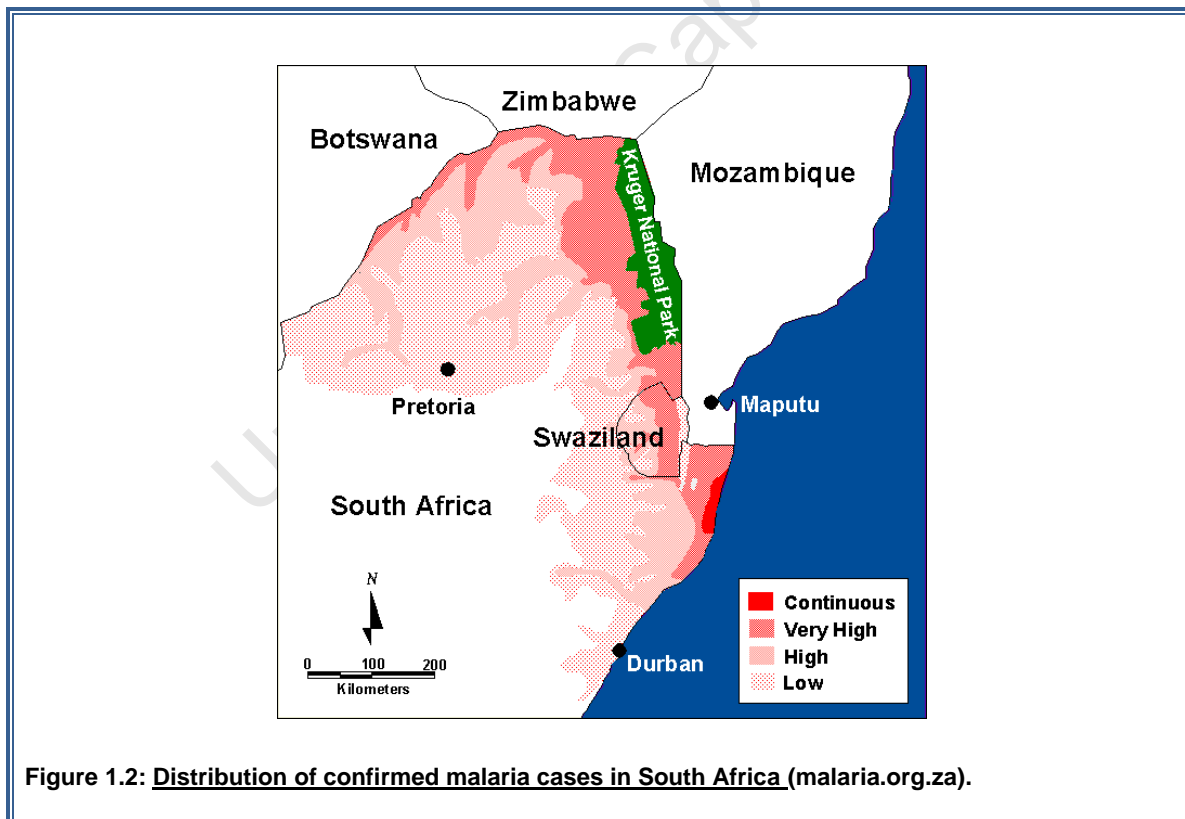 Zimbabwe
Botswana
Mozambique
Kruger National Park
Pretoria
Maputu
Swaziland
South Africa
N
0 100 200
Kilometers
Durban
Continuous
Very High
High
Low
Figure 1.2: Distribution of confirmed malaria cases in South Africa (malaria.org.za).